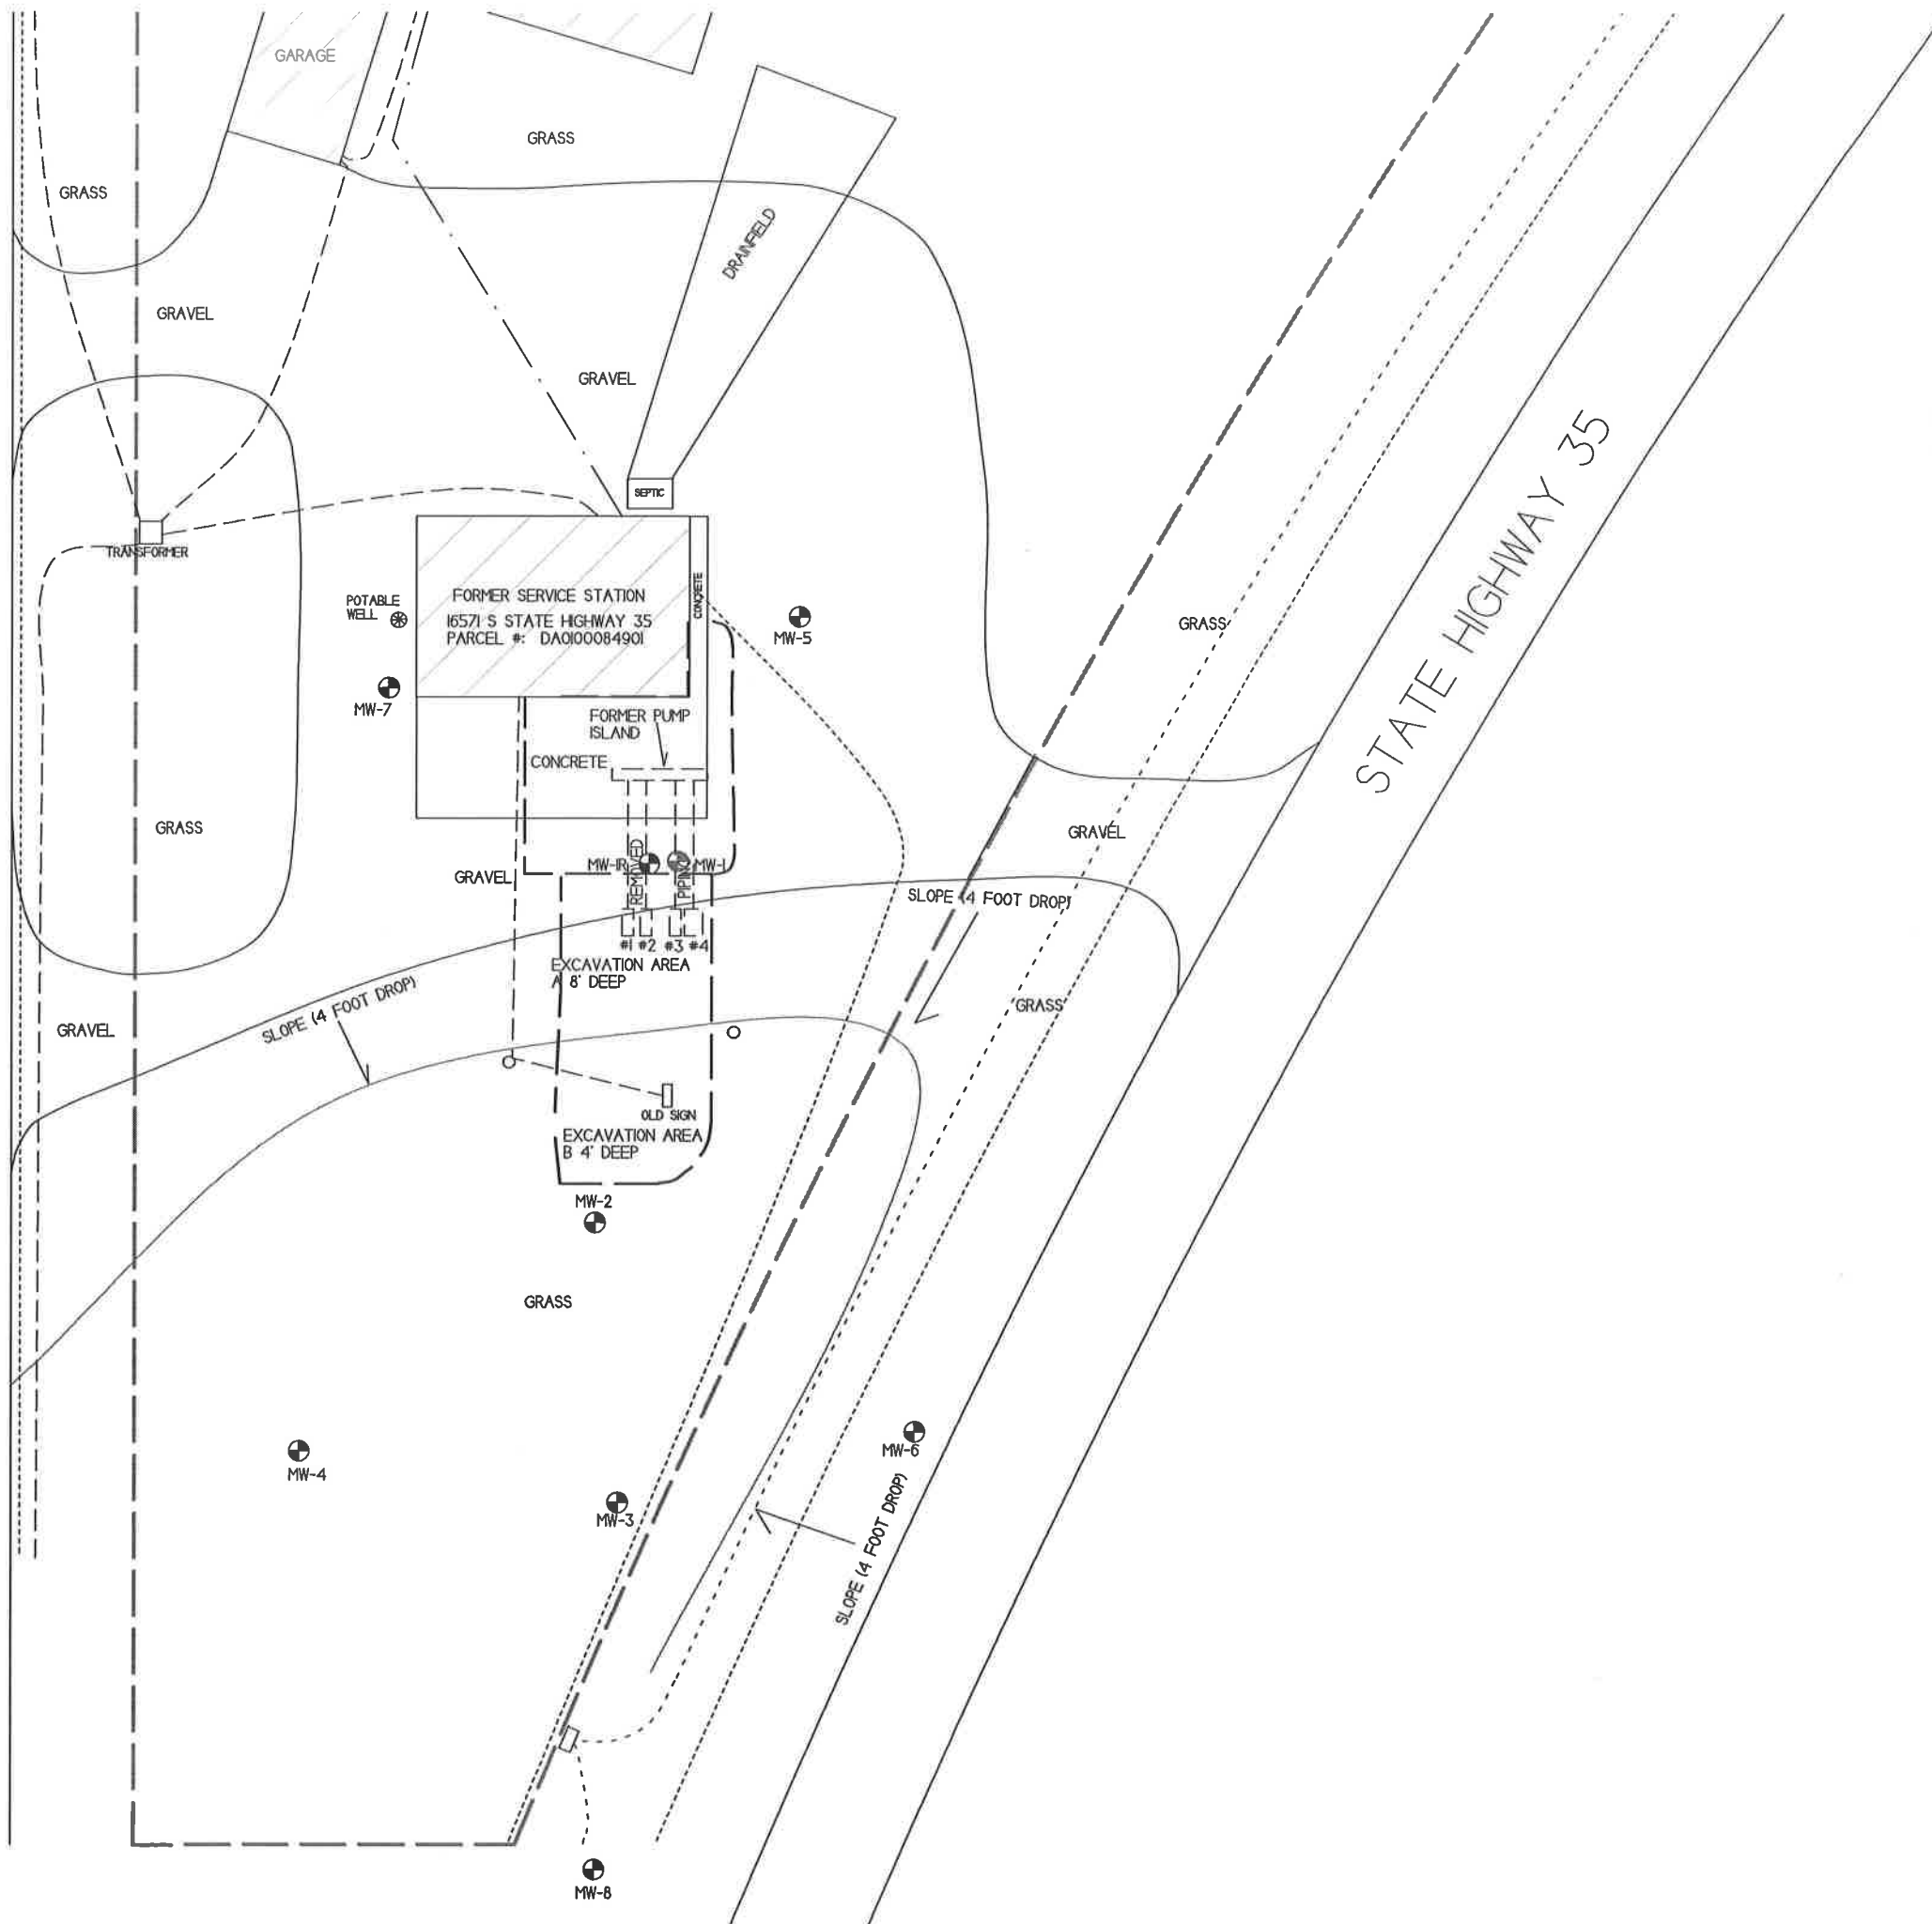 GARAGE
GRASS
GRASS
DRAINFIELD
GRAVEL
GRAVEL
STATE HIGHWAY 35
SEPTIC
TRANSFORMER
CONCRETE
POTABLE
WELL
FORMER SERVICE STATION
16571 S STATE HIGHWAY 35
PARCEL #: DA0100084901
MW-5
GRASS
MW-7
FORMER PUMP
ISLAND
CONCRETE
GRASS
GRAVEL
MW-1R
REMOVED
PIPING
MW-1
GRAVEL
SLOPE (4 FOOT DROP)
#1 #2 #3 #4
EXCAVATION AREA
A 8' DEEP
SLOPE (4 FOOT DROP)
GRASS
GRAVEL
OLD SIGN
EXCAVATION AREA
B 4' DEEP
MW-2
GRASS
MW-6
MW-4
MW-3
SLOPE (4 FOOT DROP)
MW-8